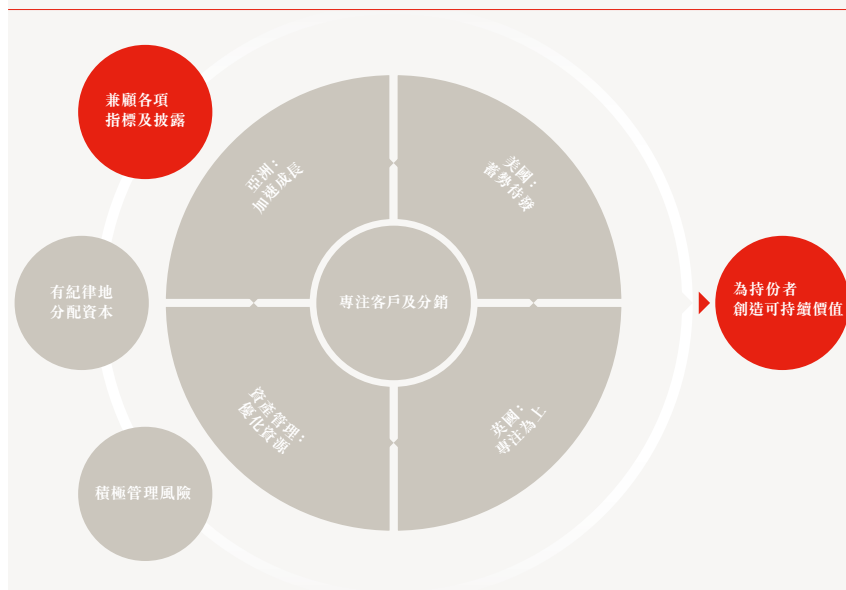 兼顧各項
指標及披露
亞洲：
加速成長
美國：
蓄勢待發
有紀律地
分配資本
專注客戶及分銷
為持份者
創造可持續價值
資產管理：
優化資源
英國：
專注為上
積極管理風險